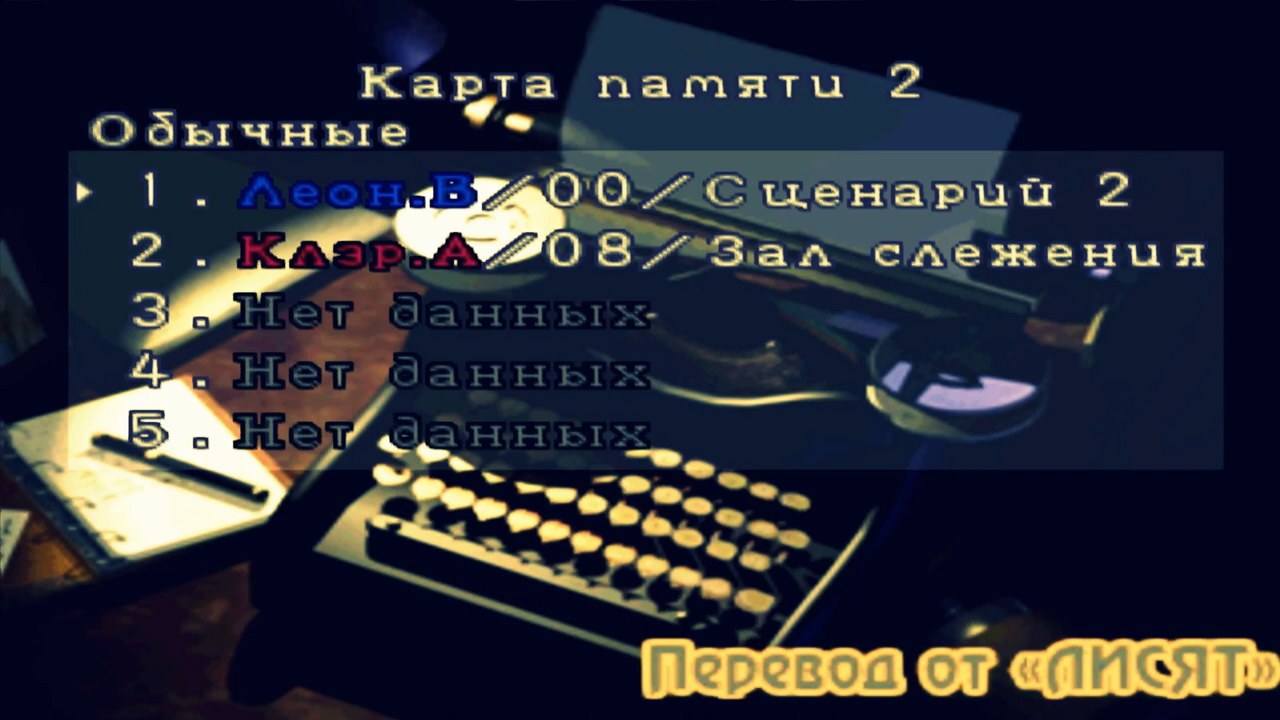 Карта памяти 2
Обычные
1. Леон.В/00/Сценарий 2
2. Клэр.А/08/Зал слежения
3. Нет данных
4. Нет данных
5. Нет данных
Перевод от «ЛИСЯТ»